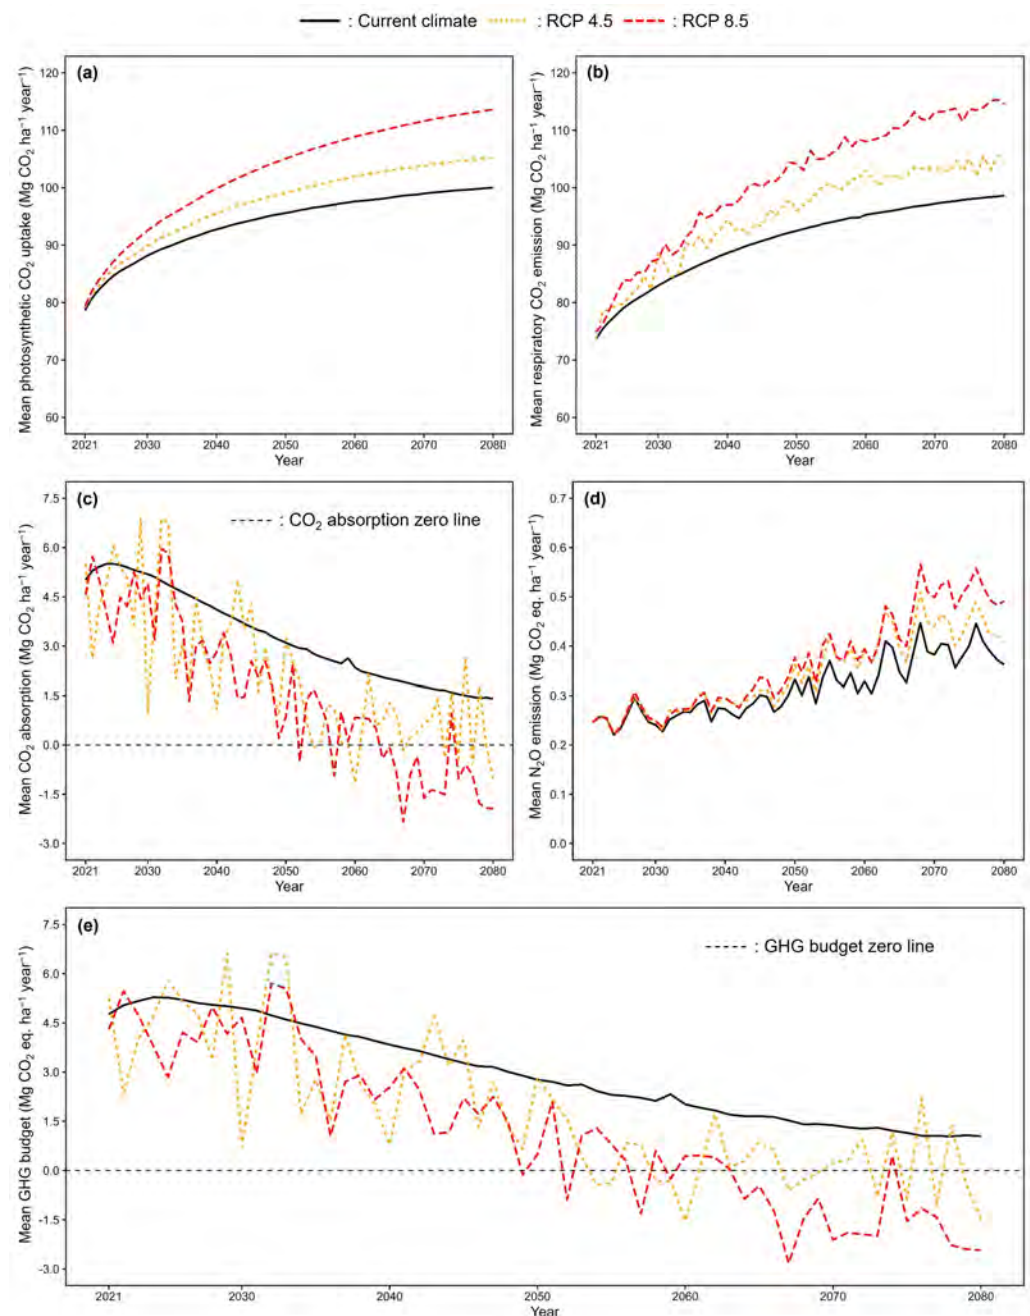 : Current climate : RCP 4.5 : RCP 8.5
(a)
Mean photosynthetic CO₂ uptake (Mg CO₂ ha⁻¹ year⁻¹)
120
110
100
90
80
70
60
2021 2030 2040 2050 2060 2070 2080
Year
(b)
Mean respiratory CO₂ emission (Mg CO₂ ha⁻¹ year⁻¹)
120
110
100
90
80
70
60
2021 2030 2040 2050 2060 2070 2080
Year
(c)
: CO₂ absorption zero line
Mean CO₂ absorption (Mg CO₂ ha⁻¹ year⁻¹)
7.5
6.0
4.5
3.0
1.5
0.0
-1.5
-3.0
2021 2030 2040 2050 2060 2070 2080
Year
(d)
Mean N₂O emission (Mg CO₂ eq. ha⁻¹ year⁻¹)
0.7
0.6
0.5
0.4
0.3
0.2
0.1
0.0
2021 2030 2040 2050 2060 2070 2080
Year
(e)
: GHG budget zero line
Mean GHG budget (Mg CO₂ eq. ha⁻¹ year⁻¹)
7.5
6.0
4.5
3.0
1.5
0.0
-1.5
-3.0
2021 2030 2040 2050 2060 2070 2080
Year